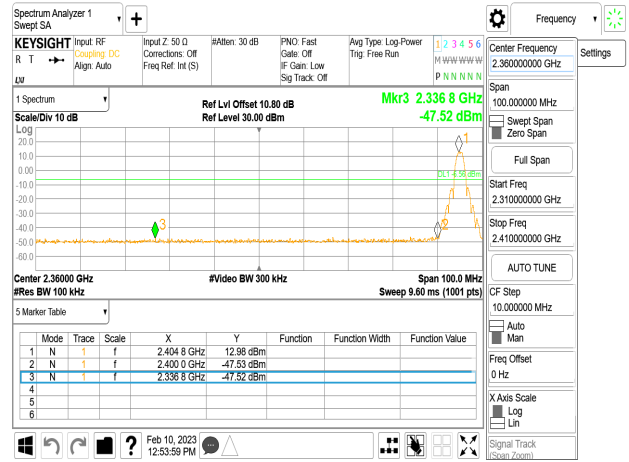 Spectrum Analyzer 1
Swept SA
Frequency
KEYSIGHT
R T
LXI
Input: RF
Coupling: DC
Align: Auto
Input Z: 50 Ω
Corrections: Off
Freq Ref: Int (S)
#Atten: 30 dB
PNO: Fast
Gate: Off
IF Gain: Low
Sig Track: Off
Avg Type: Log-Power
Trig: Free Run
1 2 3 4 5 6
M W W W W W
P N N N N N
1 Spectrum
Scale/Div 10 dB
Ref Lvl Offset 10.80 dB
Ref Level 30.00 dBm
Mkr3 2.336 8 GHz
-47.52 dBm
Log
20.0
10.0
0.00
-10.0
-20.0
-30.0
-40.0
-50.0
-60.0
1
2
3
DL1 -6.56 dBm
Center 2.36000 GHz
#Res BW 100 kHz
#Video BW 300 kHz
Span 100.0 MHz
Sweep 9.60 ms (1001 pts)
5 Marker Table
Mode Trace Scale X Y Function Function Width Function Value
1 N 1 f 2.404 8 GHz 12.98 dBm
2 N 1 f 2.400 0 GHz -47.53 dBm
3 N 1 f 2.336 8 GHz -47.52 dBm
4
5
6
?
Feb 10, 2023
12:53:59 PM
Center Frequency
2.360000000 GHz
Settings
Span
100.000000 MHz
Swept Span
Zero Span
Full Span
Start Freq
2.310000000 GHz
Stop Freq
2.410000000 GHz
AUTO TUNE
CF Step
10.000000 MHz
Auto
Man
Freq Offset
0 Hz
X Axis Scale
Log
Lin
Signal Track
(Span Zoom)